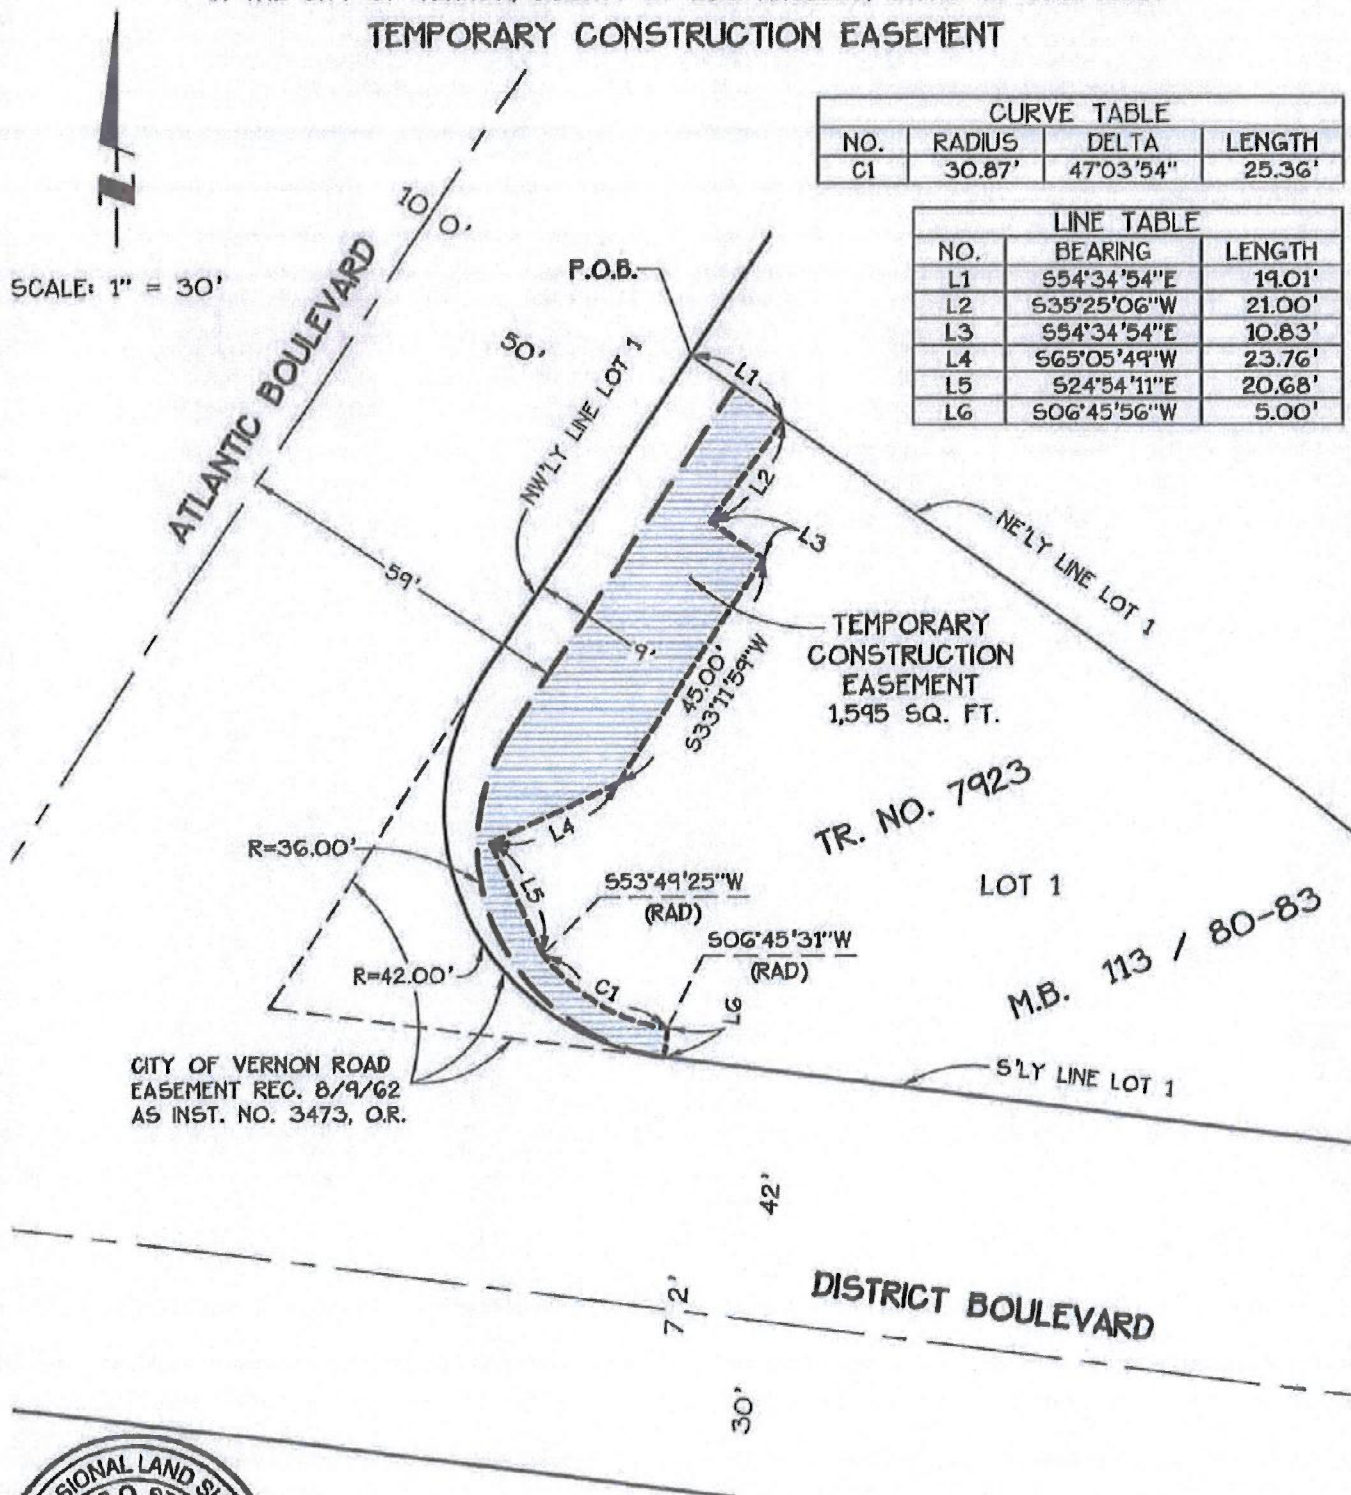 TEMPORARY CONSTRUCTION EASEMENT
CURVE TABLE
NO. RADIUS DELTA LENGTH
C1 30.87' 47°03'54" 25.36'
LINE TABLE
NO. BEARING LENGTH
L1 S54°34'54"E 19.01'
L2 S35°25'06"W 21.00'
L3 S54°34'54"E 10.83'
L4 S65°05'49"W 23.76'
L5 S24°54'11"E 20.68'
L6 S06°45'56"W 5.00'
SCALE: 1" = 30'
ATLANTIC BOULEVARD
100'
P.O.B.
50'
NW'LY LINE LOT 1
L1
L2
L3
NE'LY LINE LOT 1
59'
9'
45.00'
S33°11'59"W
TEMPORARY
CONSTRUCTION
EASEMENT
1,595 SQ. FT.
TR. NO. 7923
LOT 1
M.B. 113 / 80-83
R=36.00'
L4
L5
S53°49'25"W
(RAD)
S06°45'31"W
(RAD)
R=42.00'
C1
L6
CITY OF VERNON ROAD
EASEMENT REC. 8/9/62
AS INST. NO. 3473, O.R.
S'LY LINE LOT 1
42'
72'
DISTRICT BOULEVARD
30'
SIONAL LAND